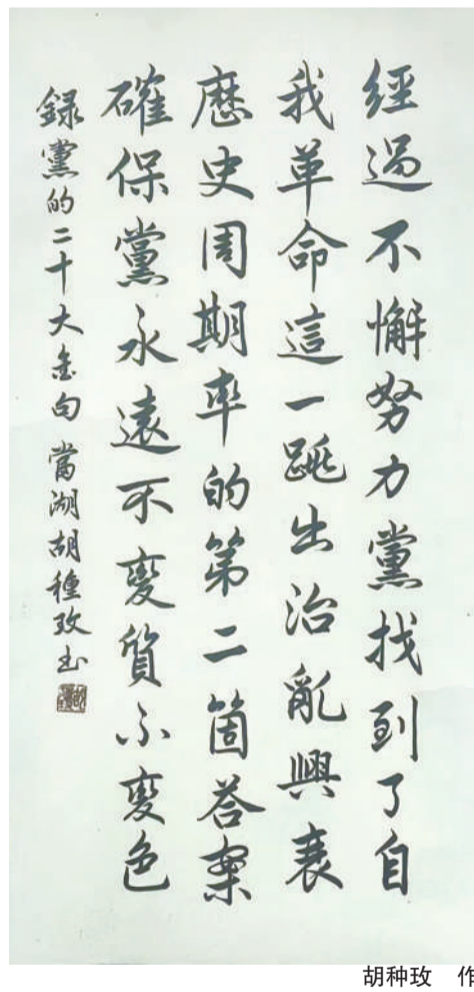 經過不懈努力黨找到了自
我革命這一跳出治亂興衰
歷史周期率的第二箇答案
確保黨永遠不變質不變色
録黨的二十大金句 當湖胡種玫书
胡种玫 作